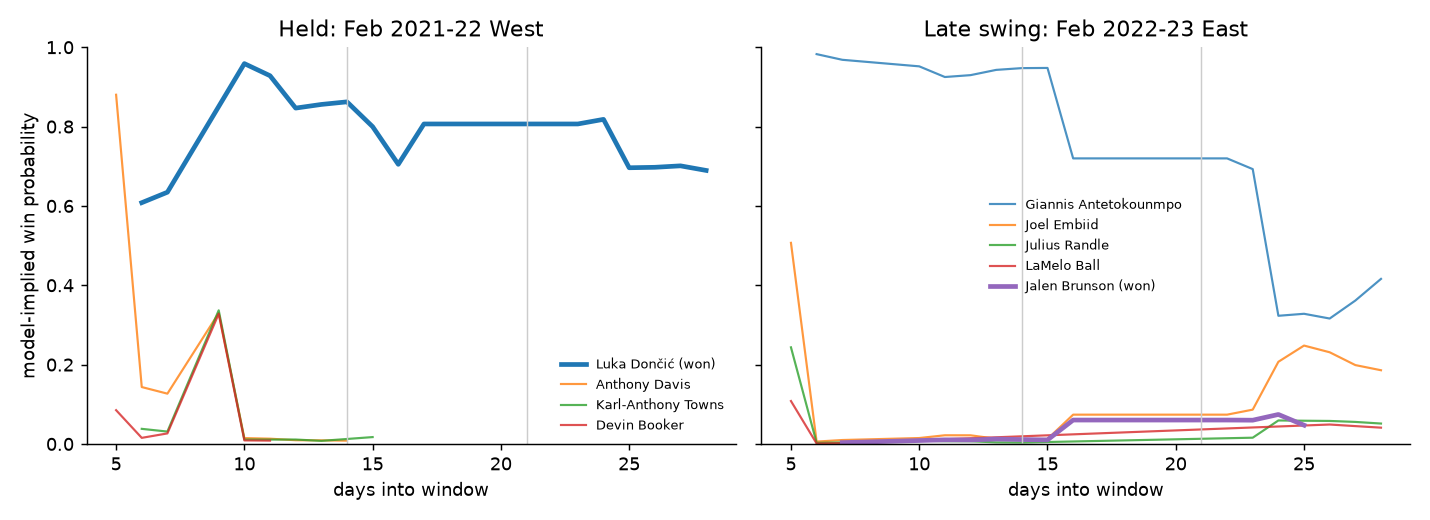 Held: Feb 2021-22 West
Late swing: Feb 2022-23 East
model-implied win probability
1.0
0.8
0.6
0.4
0.2
0.0
5
10
15
20
25
days into window
Luka Dončić (won)
Anthony Davis
Karl-Anthony Towns
Devin Booker
Giannis Antetokounmpo
Joel Embiid
Julius Randle
LaMelo Ball
Jalen Brunson (won)
5
10
15
20
25
days into window